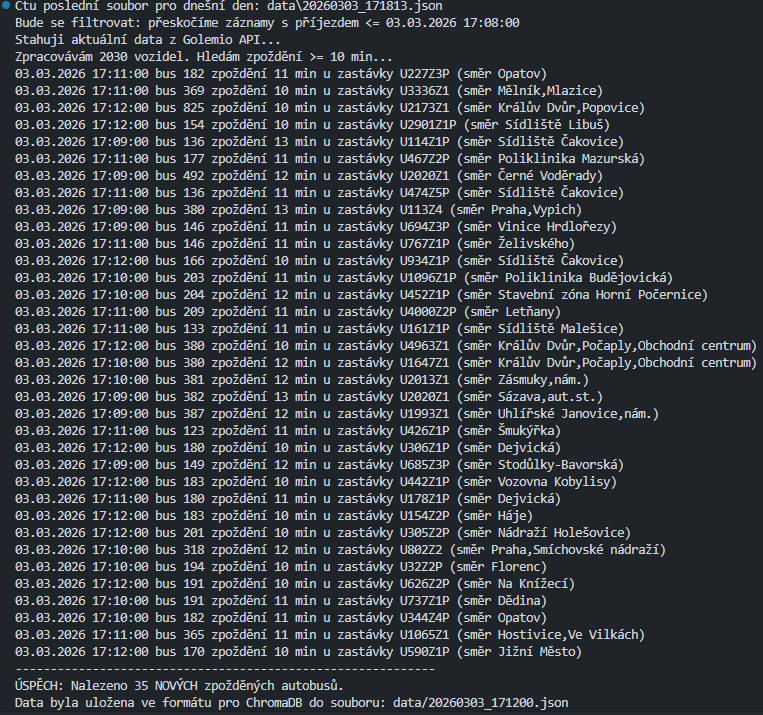 Čtu poslední soubor pro dnešní den: data\20260303_171813.json
Bude se filtrovat: přeskočíme záznamy s příjezdem <= 03.03.2026 17:08:00
Stahuji aktuální data z Golemio API...
Zpracovávám 2030 vozidel. Hledám zpoždění >= 10 min...
03.03.2026 17:11:00 bus 182 zpoždění 11 min u zastávky U227Z3P (směr Opatov)
03.03.2026 17:11:00 bus 369 zpoždění 10 min u zastávky U3336Z1 (směr Mělník,Mlazice)
03.03.2026 17:12:00 bus 825 zpoždění 10 min u zastávky U2173Z1 (směr Králův Dvůr,Popovice)
03.03.2026 17:12:00 bus 154 zpoždění 10 min u zastávky U2901Z1P (směr Sídliště Libuš)
03.03.2026 17:09:00 bus 136 zpoždění 13 min u zastávky U114Z1P (směr Sídliště Čakovice)
03.03.2026 17:11:00 bus 177 zpoždění 11 min u zastávky U467Z2P (směr Poliklinika Mazurská)
03.03.2026 17:09:00 bus 492 zpoždění 12 min u zastávky U2020Z1 (směr Černé Voděrady)
03.03.2026 17:11:00 bus 136 zpoždění 11 min u zastávky U474Z5P (směr Sídliště Čakovice)
03.03.2026 17:09:00 bus 380 zpoždění 13 min u zastávky U113Z4 (směr Praha,Vypich)
03.03.2026 17:09:00 bus 146 zpoždění 11 min u zastávky U694Z3P (směr Vinice Hrdlořezy)
03.03.2026 17:11:00 bus 146 zpoždění 11 min u zastávky U767Z1P (směr Želivského)
03.03.2026 17:12:00 bus 166 zpoždění 10 min u zastávky U934Z1P (směr Sídliště Čakovice)
03.03.2026 17:10:00 bus 203 zpoždění 11 min u zastávky U1096Z1P (směr Poliklinika Budějovická)
03.03.2026 17:10:00 bus 204 zpoždění 12 min u zastávky U452Z1P (směr Stavební zóna Horní Počernice)
03.03.2026 17:11:00 bus 209 zpoždění 11 min u zastávky U4000Z2P (směr Letňany)
03.03.2026 17:11:00 bus 133 zpoždění 11 min u zastávky U161Z1P (směr Sídliště Malešice)
03.03.2026 17:12:00 bus 380 zpoždění 10 min u zastávky U4963Z1 (směr Králův Dvůr,Počaply,Obchodní centrum)
03.03.2026 17:10:00 bus 380 zpoždění 12 min u zastávky U1647Z1 (směr Králův Dvůr,Počaply,Obchodní centrum)
03.03.2026 17:10:00 bus 381 zpoždění 12 min u zastávky U2013Z1 (směr Zásmuky,nám.)
03.03.2026 17:09:00 bus 382 zpoždění 13 min u zastávky U2020Z1 (směr Sázava,aut.st.)
03.03.2026 17:09:00 bus 387 zpoždění 12 min u zastávky U1993Z1 (směr Uhlířské Janovice,nám.)
03.03.2026 17:11:00 bus 123 zpoždění 11 min u zastávky U426Z1P (směr Šmukýřka)
03.03.2026 17:12:00 bus 180 zpoždění 10 min u zastávky U306Z1P (směr Dejvická)
03.03.2026 17:09:00 bus 149 zpoždění 12 min u zastávky U685Z3P (směr Stodůlky-Bavorská)
03.03.2026 17:12:00 bus 183 zpoždění 10 min u zastávky U442Z1P (směr Vozovna Kobylisy)
03.03.2026 17:11:00 bus 180 zpoždění 11 min u zastávky U178Z1P (směr Dejvická)
03.03.2026 17:12:00 bus 183 zpoždění 10 min u zastávky U154Z2P (směr Háje)
03.03.2026 17:12:00 bus 201 zpoždění 10 min u zastávky U305Z2P (směr Nádraží Holešovice)
03.03.2026 17:10:00 bus 318 zpoždění 12 min u zastávky U802Z2 (směr Praha,Smíchovské nádraží)
03.03.2026 17:10:00 bus 194 zpoždění 10 min u zastávky U32Z2P (směr Florenc)
03.03.2026 17:12:00 bus 191 zpoždění 10 min u zastávky U626Z2P (směr Na Knížecí)
03.03.2026 17:10:00 bus 191 zpoždění 11 min u zastávky U737Z1P (směr Dědina)
03.03.2026 17:10:00 bus 182 zpoždění 11 min u zastávky U344Z4P (směr Opatov)
03.03.2026 17:11:00 bus 365 zpoždění 11 min u zastávky U1065Z1 (směr Hostivice,Ve Vilkách)
03.03.2026 17:12:00 bus 170 zpoždění 10 min u zastávky U590Z1P (směr Jižní Město)
------------------------------------------------------------
ÚSPĚCH: Nalezeno 35 NOVÝCH zpožděných autobusů.
Data byla uložena ve formátu pro ChromaDB do souboru: data/20260303_171200.json